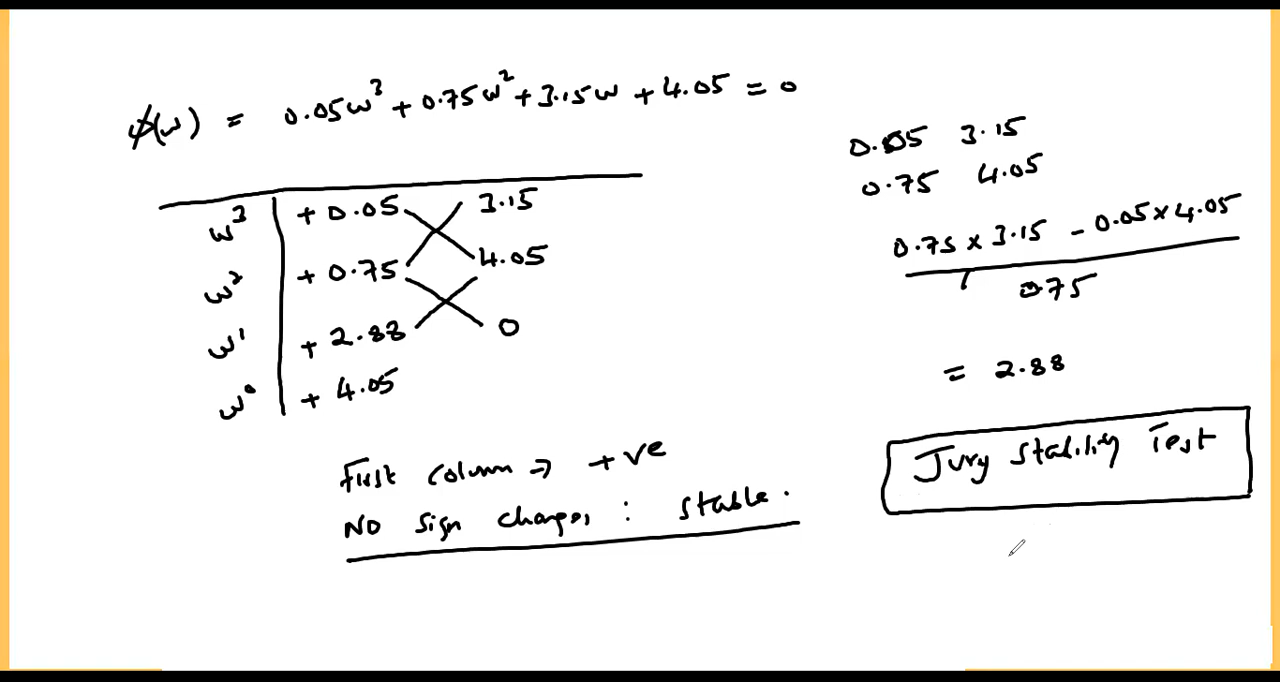 φ(w) = 0.05w³ + 0.75w² + 3.15w + 4.05 = 0
w³ + 0.05 3.15
w² + 0.75 4.05
w¹ + 2.88 0
w⁰ + 4.05
First column ⇒ +ve
NO sign changes : stable.
0.05 3.15
0.75 4.05
0.75 × 3.15 - 0.05 × 4.05
0.75
= 2.88
Jury stability Test